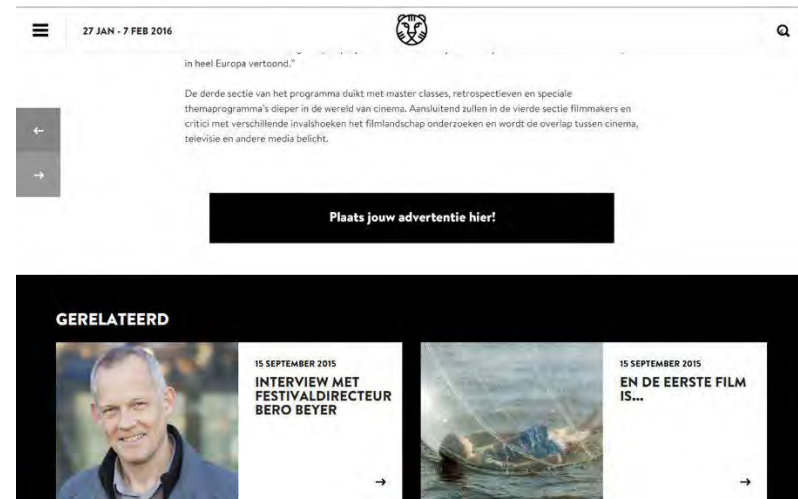 27 JAN - 7 FEB 2016
in heel Europa vertoond."
De derde sectie van het programma duikt met master classes, retrospectieven en speciale
themaprogramma's dieper in de wereld van cinema. Aansluitend zullen in de vierde sectie filmmakers en
critici met verschillende invalshoeken het filmlandschap onderzoeken en wordt de overlap tussen cinema,
televisie en andere media belicht.
Plaats jouw advertentie hier!
GERELATEERD
15 SEPTEMBER 2015
INTERVIEW MET
FESTIVALDIRECTEUR
BERO BEYER
15 SEPTEMBER 2015
EN DE EERSTE FILM
IS...